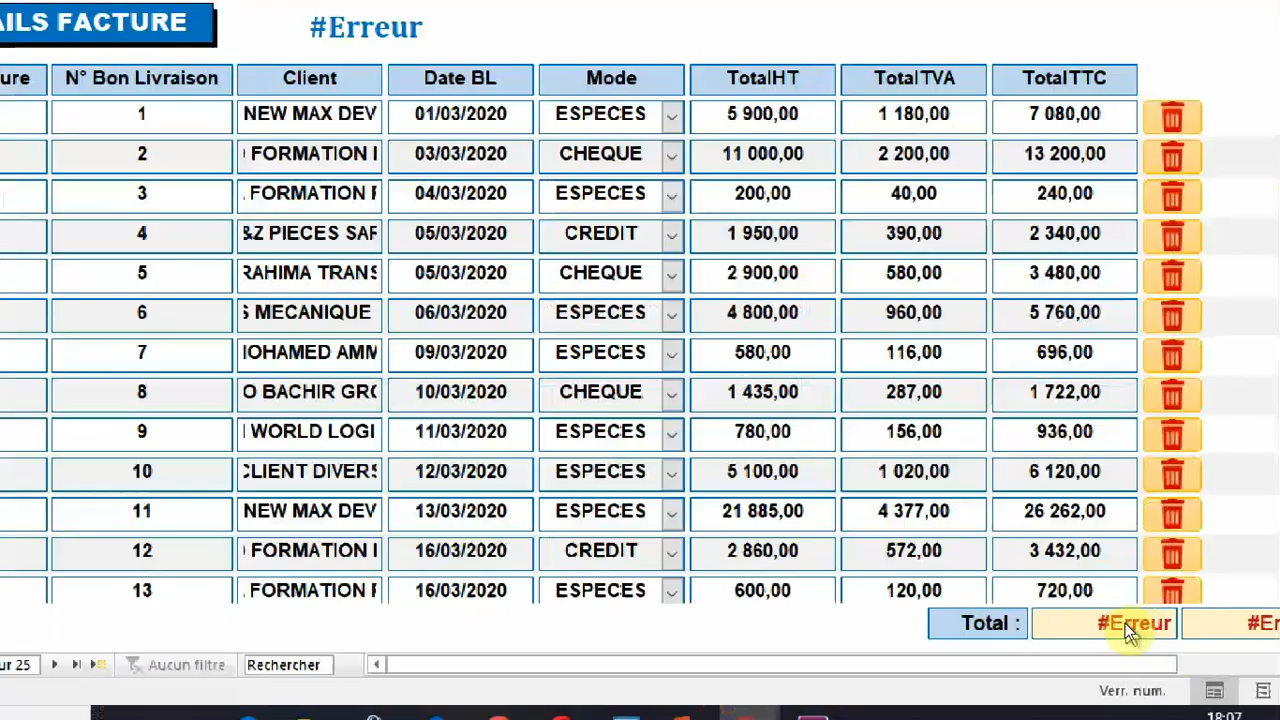 AILS FACTURE #Erreur
ure N° Bon Livraison Client Date BL Mode TotalHT TotalTVA TotalTTC
1 NEW MAX DEV 01/03/2020 ESPECES 5 900,00 1 180,00 7 080,00
2 FORMATION I 03/03/2020 CHEQUE 11 000,00 2 200,00 13 200,00
3 FORMATION F 04/03/2020 ESPECES 200,00 40,00 240,00
4 &Z PIECES SAR 05/03/2020 CREDIT 1 950,00 390,00 2 340,00
5 RAHIMA TRANS 05/03/2020 CHEQUE 2 900,00 580,00 3 480,00
6 S MECANIQUE 06/03/2020 ESPECES 4 800,00 960,00 5 760,00
7 MOHAMED AMM 09/03/2020 ESPECES 580,00 116,00 696,00
8 O BACHIR GRO 10/03/2020 CHEQUE 1 435,00 287,00 1 722,00
9 WORLD LOGI 11/03/2020 ESPECES 780,00 156,00 936,00
10 CLIENT DIVERS 12/03/2020 ESPECES 5 100,00 1 020,00 6 120,00
11 NEW MAX DEV 13/03/2020 ESPECES 21 885,00 4 377,00 26 262,00
12 FORMATION I 16/03/2020 CREDIT 2 860,00 572,00 3 432,00
13 FORMATION F 16/03/2020 ESPECES 600,00 120,00 720,00
Total : #Erreur #Er
ur 25 Aucun filtre Rechercher
Verr. num.
18:07